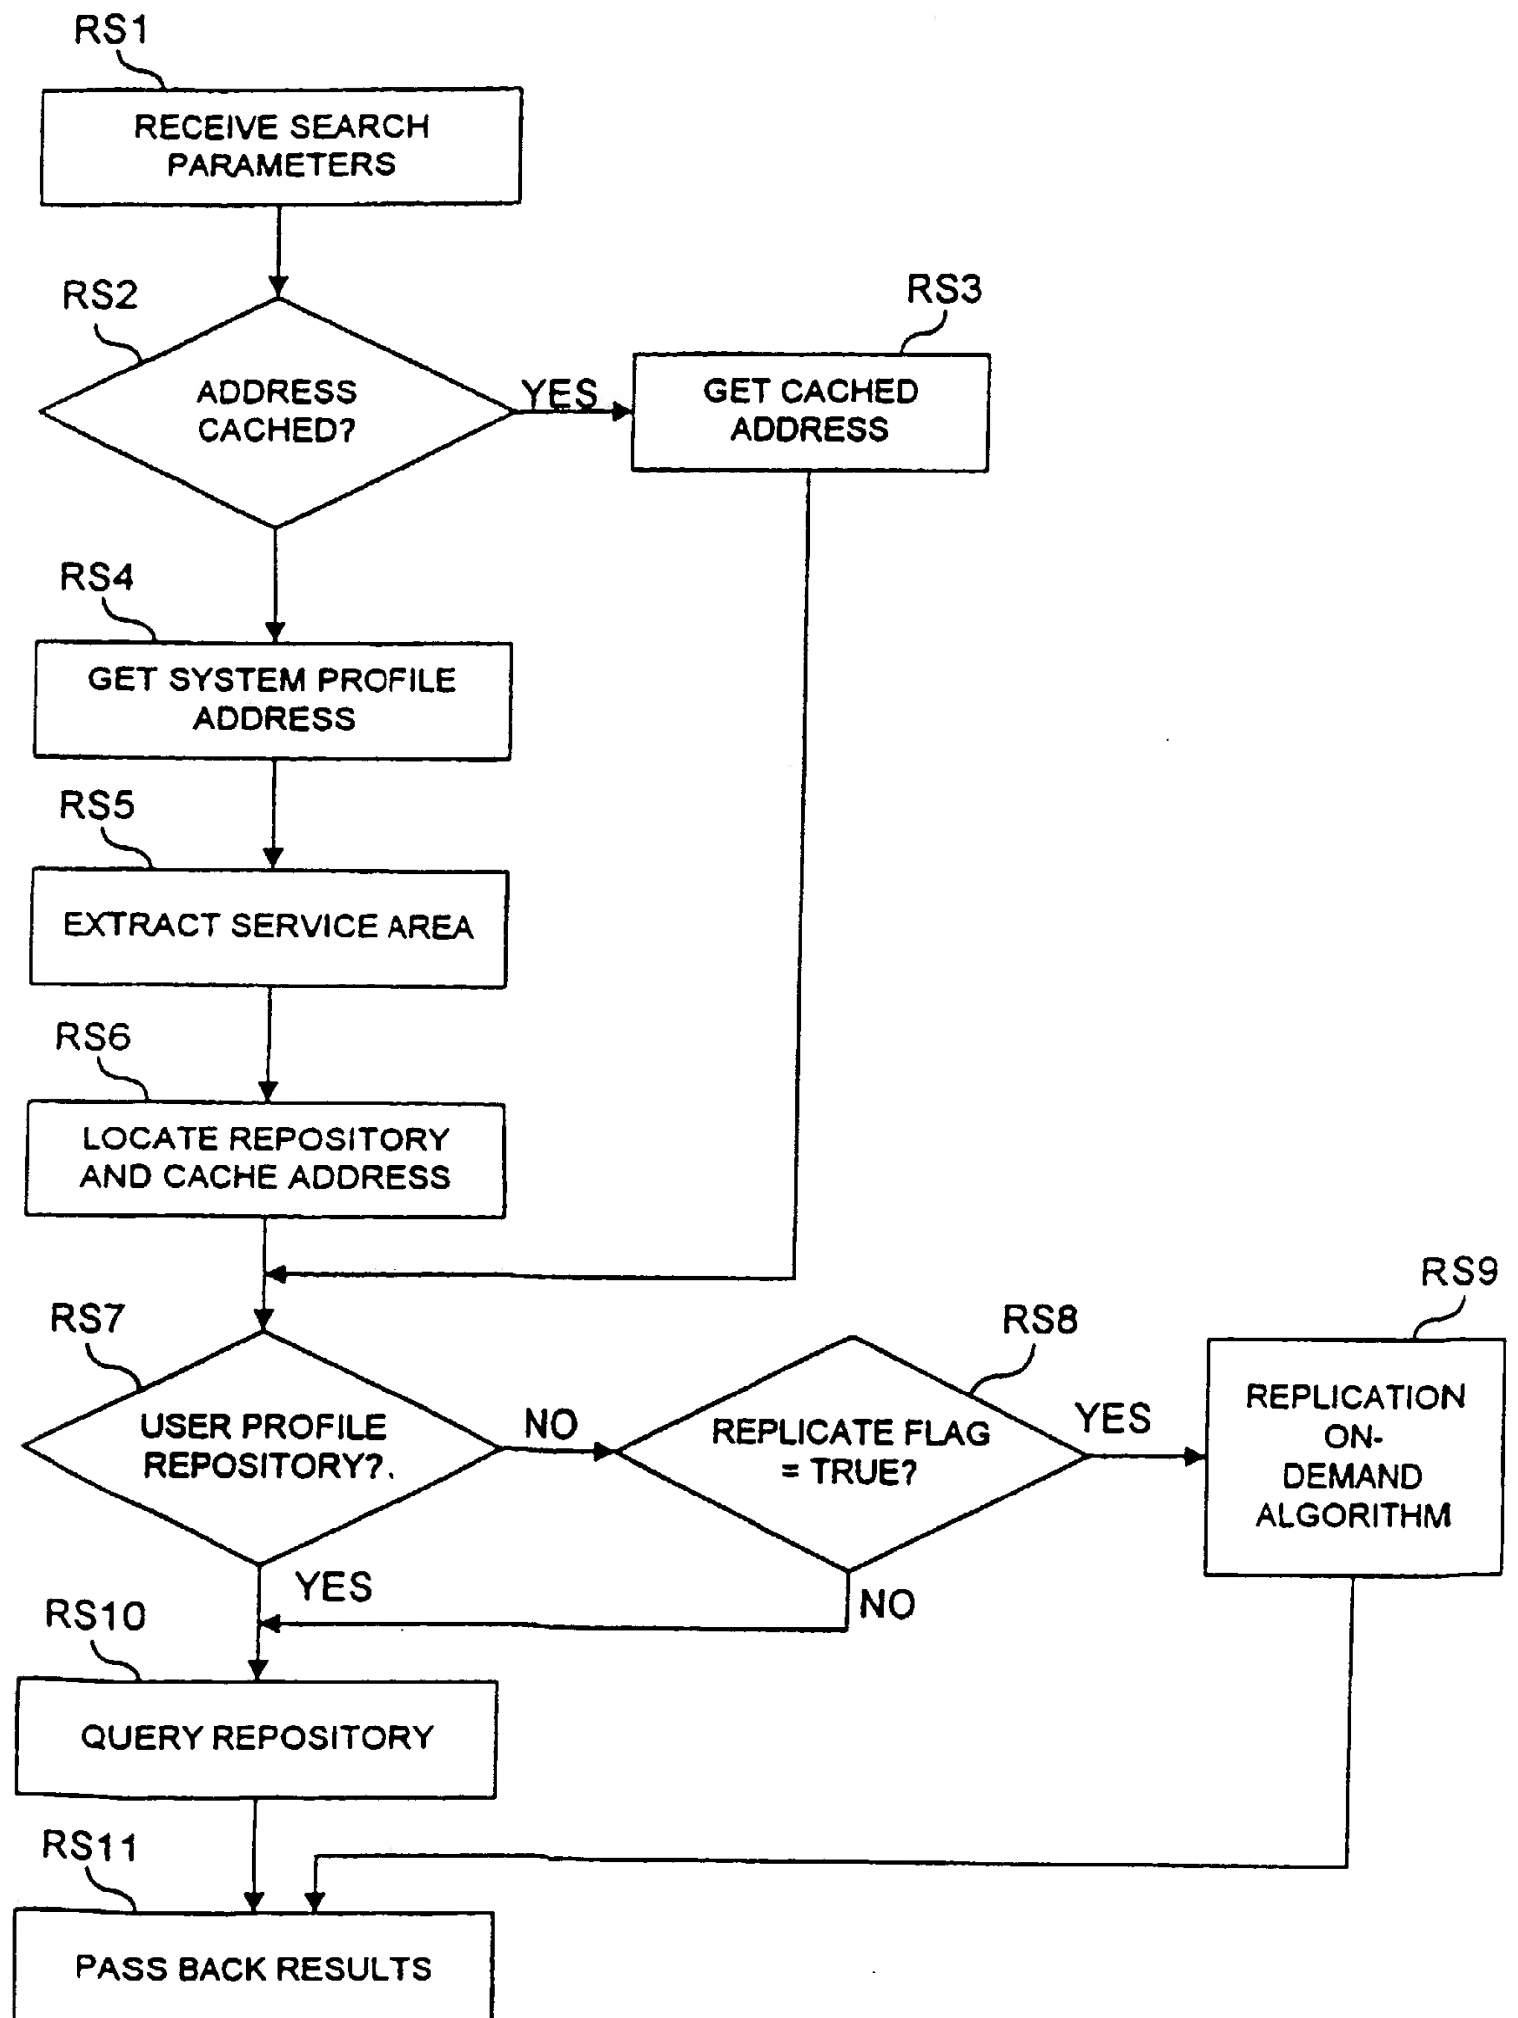 RS1
RECEIVE SEARCH
PARAMETERS
RS2
ADDRESS
CACHED?
YES
RS3
GET CACHED
ADDRESS
RS4
GET SYSTEM PROFILE
ADDRESS
RS5
EXTRACT SERVICE AREA
RS6
LOCATE REPOSITORY
AND CACHE ADDRESS
RS7
USER PROFILE
REPOSITORY?.
NO
YES
RS8
REPLICATE FLAG
= TRUE?
YES
NO
RS9
REPLICATION
ON-
DEMAND
ALGORITHM
RS10
QUERY REPOSITORY
RS11
PASS BACK RESULTS